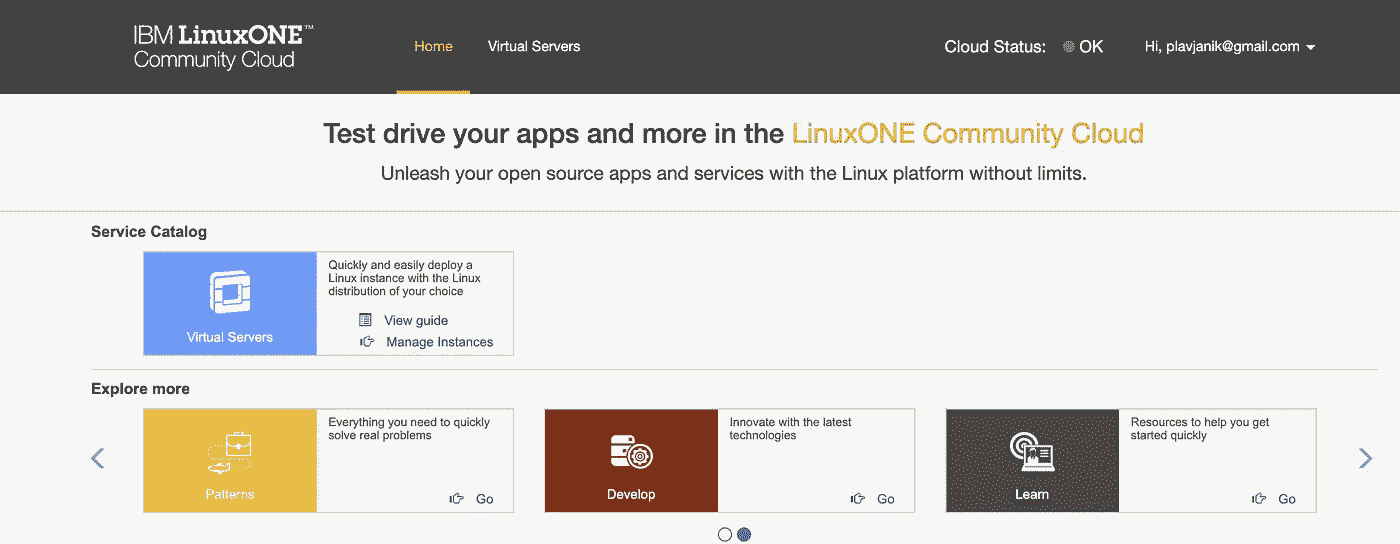 IBM LinuxONE™
Community Cloud
Home
Virtual Servers
Cloud Status: OK
Hi, plavjanik@gmail.com
Test drive your apps and more in the LinuxONE Community Cloud
Unleash your open source apps and services with the Linux platform without limits.
Service Catalog
Virtual Servers
Quickly and easily deploy a
Linux instance with the Linux
distribution of your choice
View guide
Manage Instances
Explore more
Patterns
Everything you need to quickly
solve real problems
Go
Develop
Innovate with the latest
technologies
Go
Learn
Resources to help you get
started quickly
Go